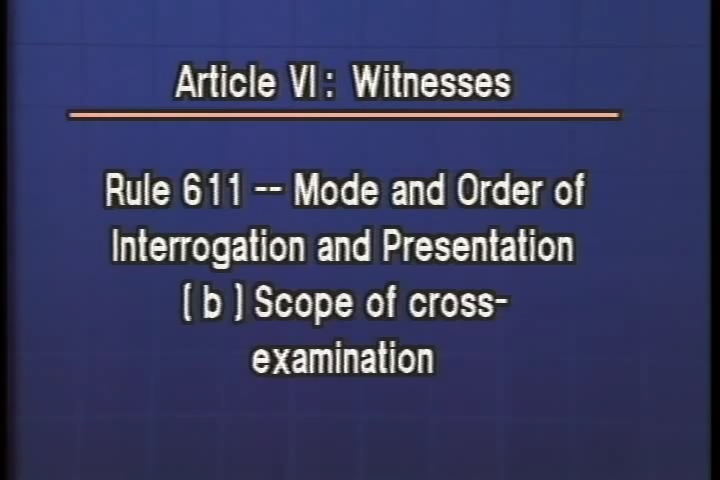 Article VI: Witnesses
Rule 611 -- Mode and Order of
Interrogation and Presentation
(b) Scope of cross-
examination